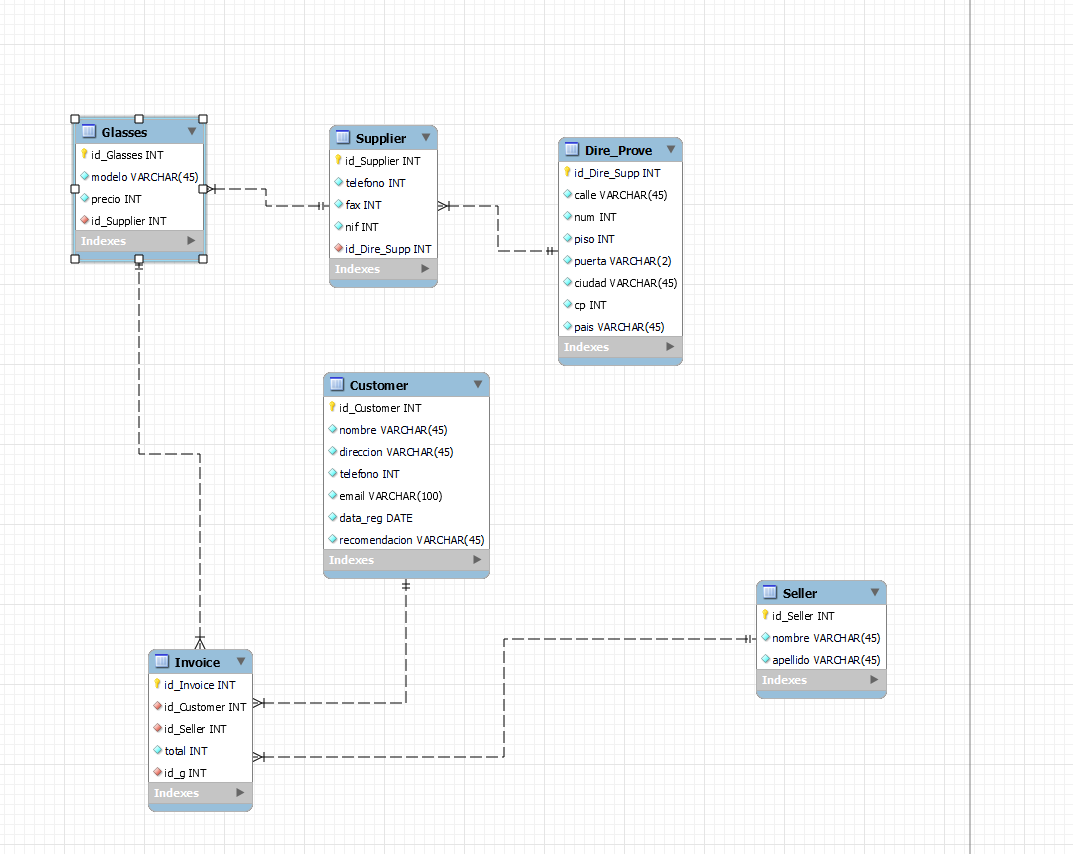 Glasses
id_Glasses INT
modelo VARCHAR(45)
precio INT
id_Supplier INT
Indexes
Supplier
id_Supplier INT
telefono INT
fax INT
nif INT
id_Dire_Supp INT
Indexes
Dire_Prove
id_Dire_Supp INT
calle VARCHAR(45)
num INT
piso INT
puerta VARCHAR(2)
ciudad VARCHAR(45)
cp INT
pais VARCHAR(45)
Indexes
Customer
id_Customer INT
nombre VARCHAR(45)
direccion VARCHAR(45)
telefono INT
email VARCHAR(100)
data_reg DATE
recomendacion VARCHAR(45)
Indexes
Seller
id_Seller INT
nombre VARCHAR(45)
apellido VARCHAR(45)
Indexes
Invoice
id_Invoice INT
id_Customer INT
id_Seller INT
total INT
id_g INT
Indexes